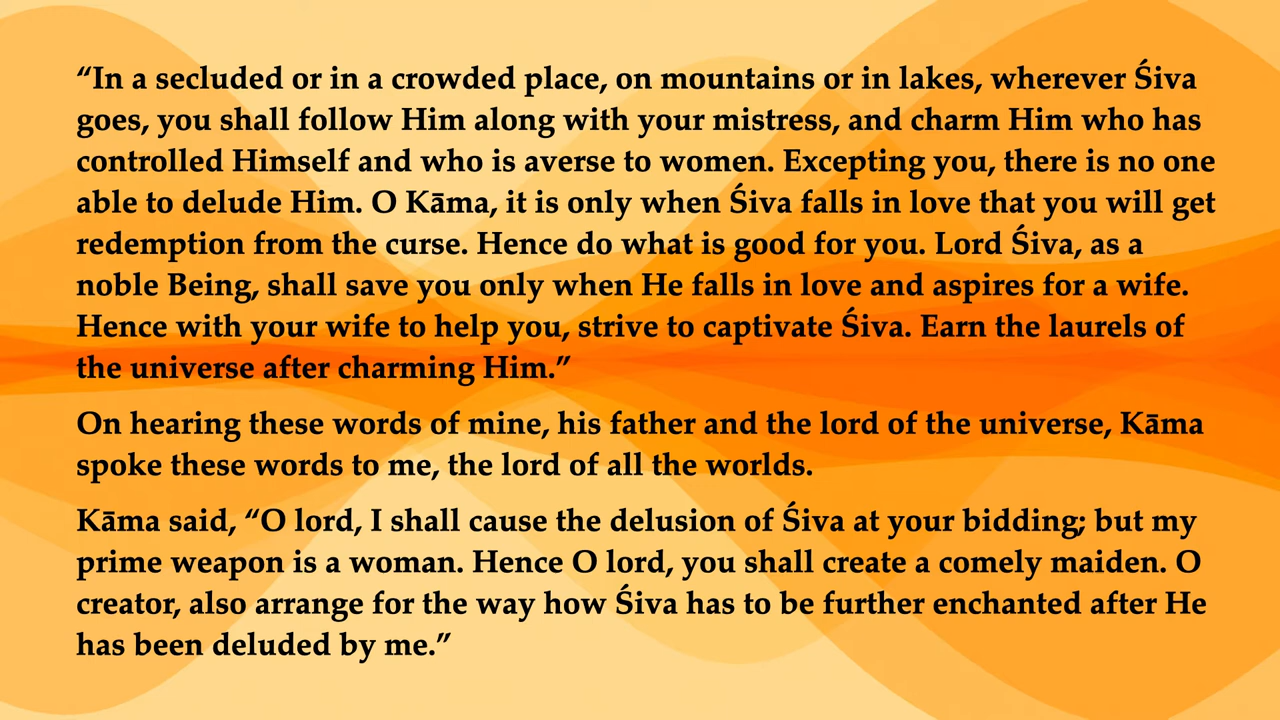 “In a secluded or in a crowded place, on mountains or in lakes, wherever Śiva
goes, you shall follow Him along with your mistress, and charm Him who has
controlled Himself and who is averse to women. Excepting you, there is no one
able to delude Him. O Kāma, it is only when Śiva falls in love that you will get
redemption from the curse. Hence do what is good for you. Lord Śiva, as a
noble Being, shall save you only when He falls in love and aspires for a wife.
Hence with your wife to help you, strive to captivate Śiva. Earn the laurels of
the universe after charming Him.”
On hearing these words of mine, his father and the lord of the universe, Kāma
spoke these words to me, the lord of all the worlds.
Kāma said, “O lord, I shall cause the delusion of Śiva at your bidding; but my
prime weapon is a woman. Hence O lord, you shall create a comely maiden. O
creator, also arrange for the way how Śiva has to be further enchanted after He
has been deluded by me.”